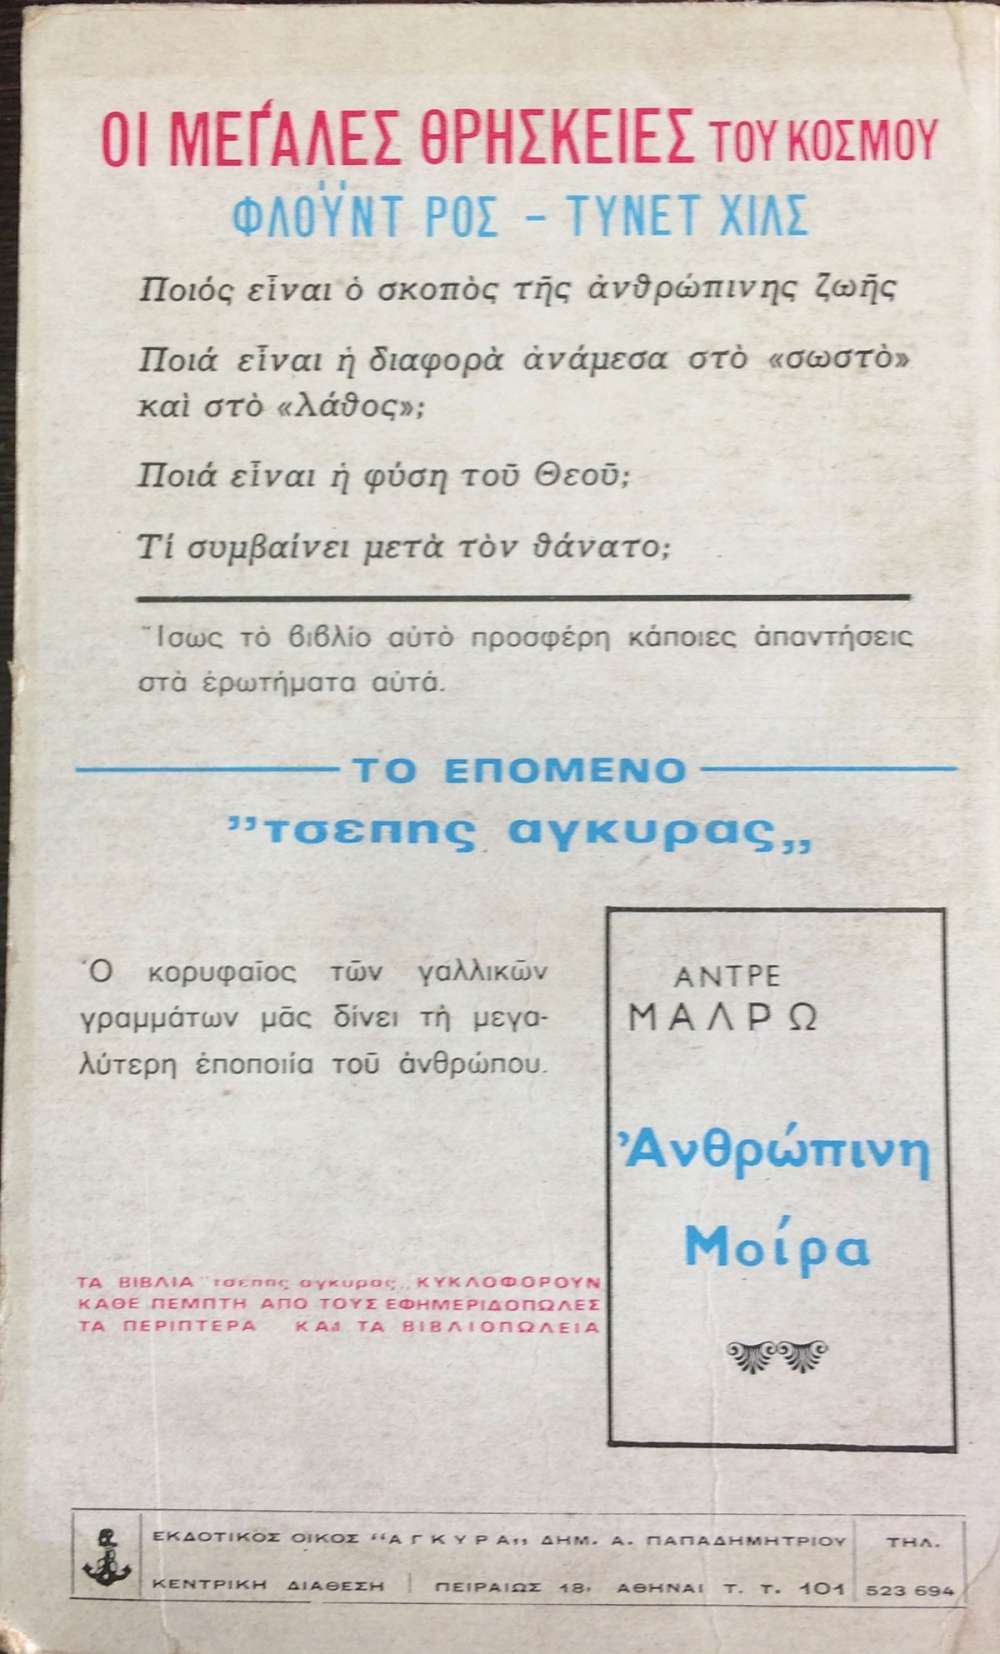 ΟΙ ΜΕΓΆΛΕΣ ΘΡΗΣΚΕΙΕΣ ΤΟΥ ΚΟΣΜΟΥ
ΦΛΟΫ́ΝΤ ΡΟΣ – ΤΥΝΕΤ ΧΙΛΣ
Ποιός εἶναι ὁ σκοπὸς τῆς ἀνθρώπινης ζωῆς
Ποιά εἶναι ἡ διαφορὰ ἀνάμεσα στὸ «σωστὸ»
καὶ στὸ «λάθος»;
Ποιά εἶναι ἡ φύση τοῦ Θεοῦ;
Τί συμβαίνει μετὰ τὸν θάνατο;
Ἴσως τὸ βιβλίο αὐτὸ προσφέρη κάποιες ἀπαντήσεις
στὰ ἐρωτήματα αὐτά.
ΤΟ ΕΠΟΜΕΝΟ
”τσεπης αγκυρας„
Ὁ κορυφαῖος τῶν γαλλικῶν
γραμμάτων μᾶς δίνει τὴ μεγα-
λύτερη ἐποποιία τοῦ ἀνθρώπου.
ΑΝΤΡΕ
ΜΑΛΡΩ
Ἀνθρώπινη
Μοίρα
ΤΑ ΒΙΒΛΙΑ ”τσεπης αγκυρας„ ΚΥΚΛΟΦΟΡΟΥΝ
ΚΑΘΕ ΠΕΜΠΤΗ ΑΠΟ ΤΟΥΣ ΕΦΗΜΕΡΙΔΟΠΩΛΕΣ
ΤΑ ΠΕΡΙΠΤΕΡΑ ΚΑΙ ΤΑ ΒΙΒΛΙΟΠΩΛΕΙΑ
ΕΚΔΟΤΙΚΟΣ ΟΙΚΟΣ “ΑΓΚΥΡΑ„ ΔΗΜ. Α. ΠΑΠΑΔΗΜΗΤΡΙΟΥ ΤΗΛ.
ΚΕΝΤΡΙΚΗ ΔΙΑΘΕΣΗ | ΠΕΙΡΑΙΩΣ 18, ΑΘΗΝΑΙ Τ. Τ. 101 523 694